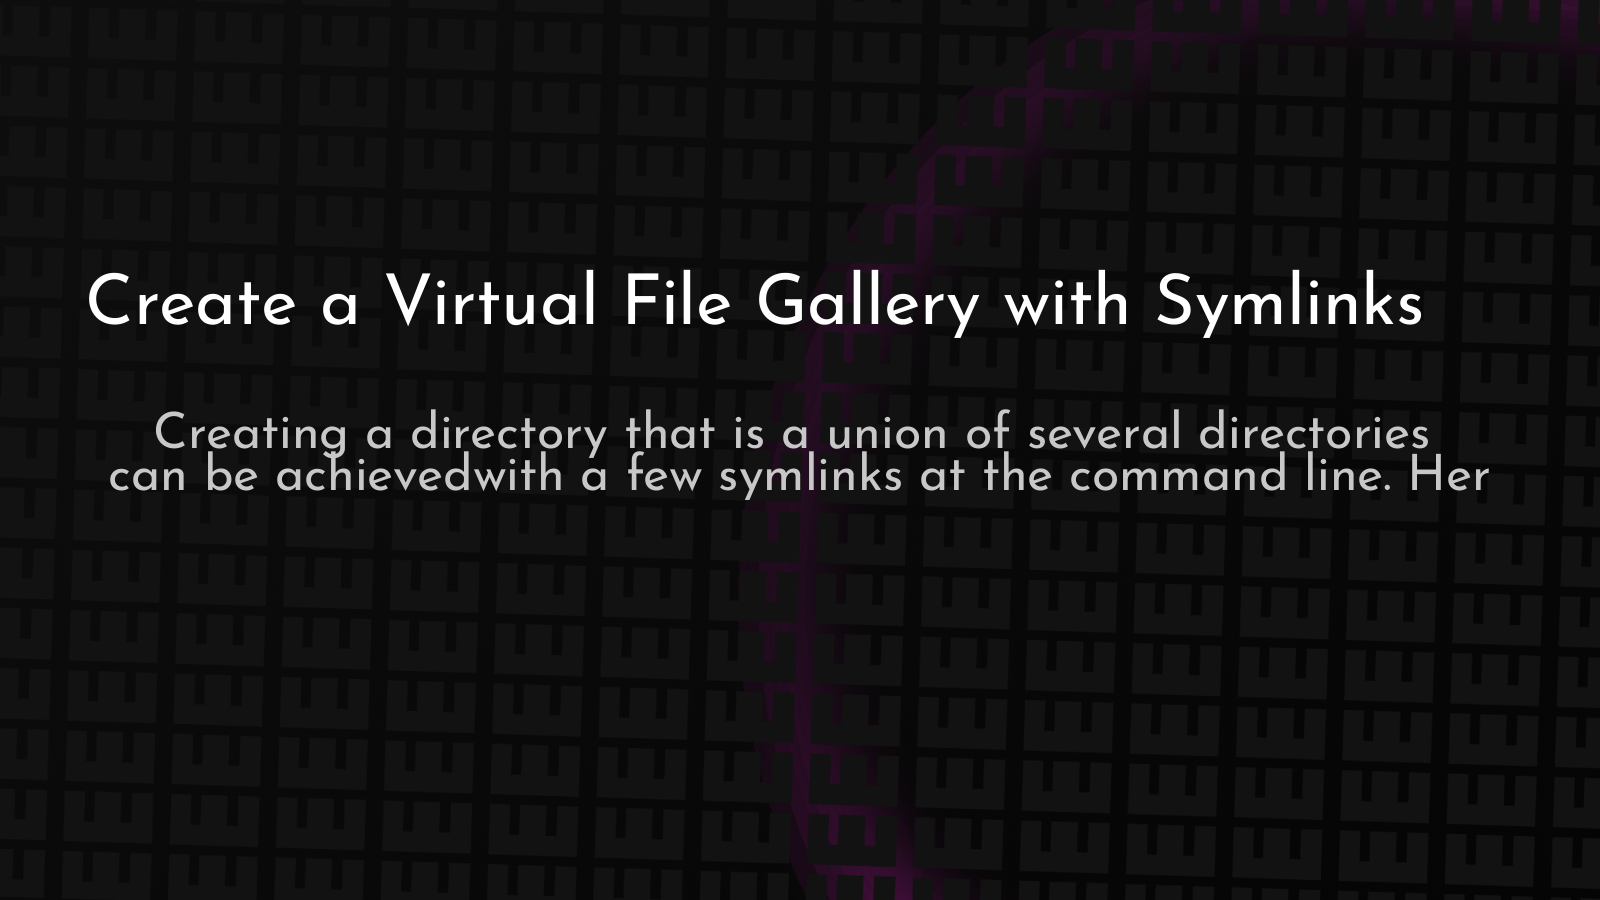 Create a Virtual File Gallery with Symlinks
Creating a directory that is a union of several directories
can be achievedwith a few symlinks at the command line. Her